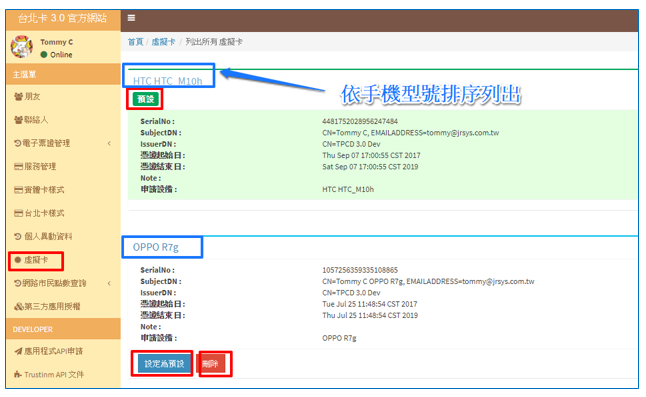 台北卡 3.0 官方網站
Tommy C
Online
主選單
朋友
聯絡人
電子票證管理
服務管理
實體卡樣式
台北卡樣式
個人異動資料
虛擬卡
網路市民點數查詢
第三方應用授權
DEVELOPER
應用程式API申請
Trustinm API 文件
首頁 / 虛擬卡 / 列出所有虛擬卡
HTC HTC_M10h
依手機型號排序列出
預設
SerialNo : 4481752028956247484
SubjectDN : CN=Tommy C, EMAILADDRESS=tommy@jrsys.com.tw
IssuerDN : CN=TPCD 3.0 Dev
憑證起始日 : Thu Sep 07 17:00:55 CST 2017
憑證結束日 : Sat Sep 07 17:00:55 CST 2019
Note :
申請設備 : HTC HTC_M10h
OPPO R7g
SerialNo : 1057256359335108865
SubjectDN : CN=Tommy C OPPO R7g, EMAILADDRESS=tommy@jrsys.com.tw
IssuerDN : CN=TPCD 3.0 Dev
憑證起始日 : Tue Jul 25 11:48:54 CST 2017
憑證結束日 : Thu Jul 25 11:48:54 CST 2019
Note :
申請設備 : OPPO R7g
設定為預設 刪除